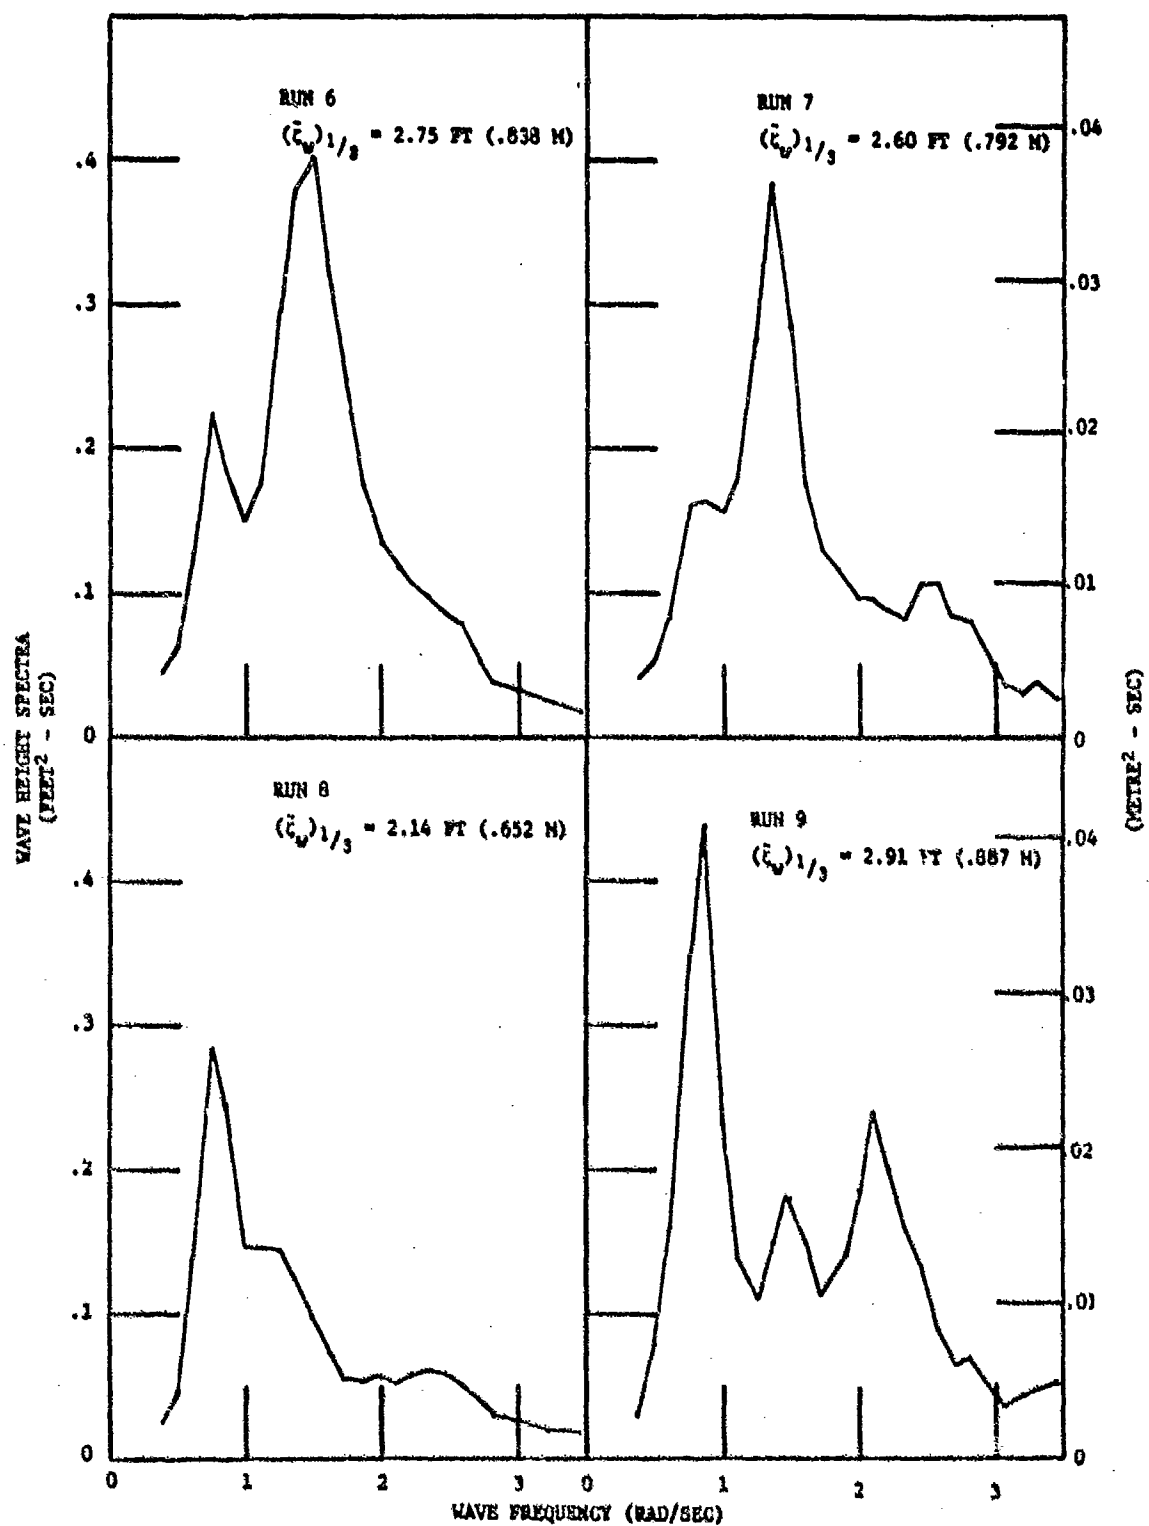 RUN 6
(ζ̃w)1/3 = 2.75 FT (.838 M)
RUN 7
(ζ̃w)1/3 = 2.60 FT (.792 M)
.4
.3
.2
.1
0
.04
.03
.02
.01
0
WAVE HEIGHT SPECTRA
(FEET² - SEC)
(METRE² - SEC)
RUN 8
(ζ̃w)1/3 = 2.14 FT (.652 M)
RUN 9
(ζ̃w)1/3 = 2.91 FT (.887 M)
.4
.3
.2
.1
0
.04
.03
02
.01
0
0 1 2 3 0 1 2 3
WAVE FREQUENCY (RAD/SEC)